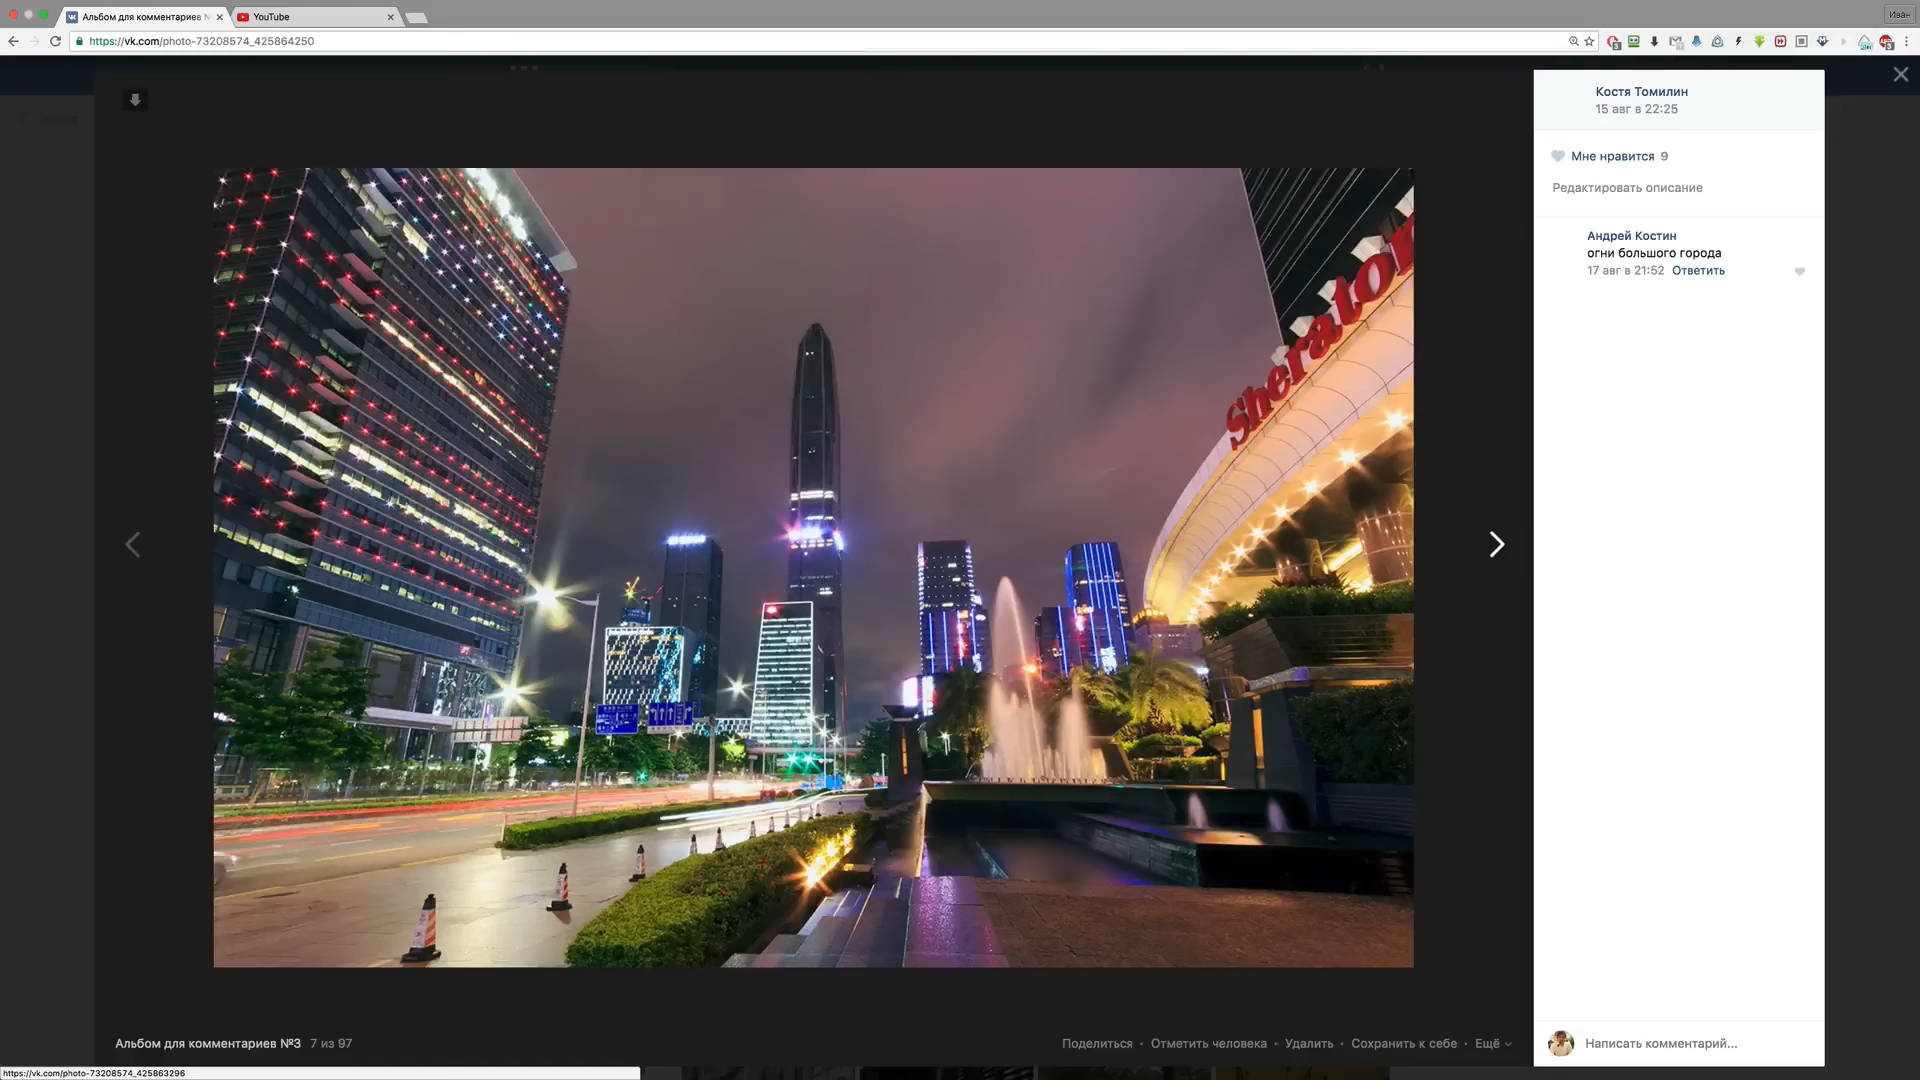 Альбом для комментариев №
YouTube
Иван
https://vk.com/photo-73208574_425864250
Костя Томилин
15 авг в 22:25
Мне нравится 9
Редактировать описание
Андрей Костин
огни большого города
17 авг в 21:52 Ответить
Sheraton
Альбом для комментариев №3 7 из 97
Поделиться · Отметить человека · Удалить · Сохранить к себе · Ещё
Написать комментарий...
https://vk.com/photo-73208574_425863296